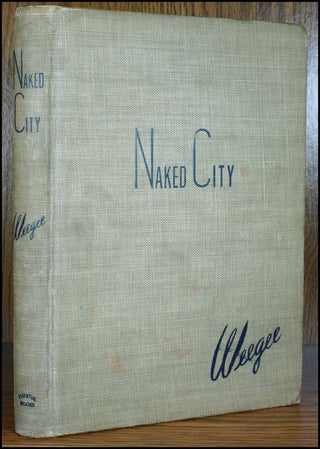 NAKED
CITY
Weegee
ESSENTIAL
BOOKS
NAKED CITY
Weegee